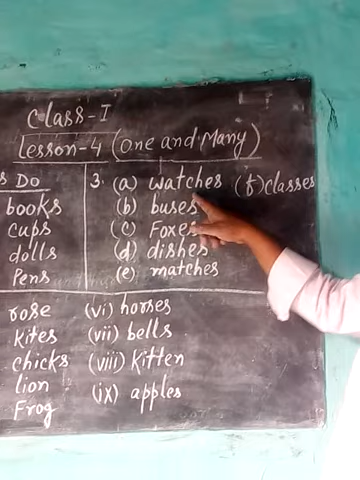 Class-I
Lesson-4 (One and Many)
s Do
books
cups
dolls
Pens
3. (a) watches (f) classes
(b) buses
(c) Foxes
(d) dishes
(e) matches
rose
Kites
chicks
lion
Frog
(vi) horses
(vii) bells
(viii) Kitten
(ix) apples